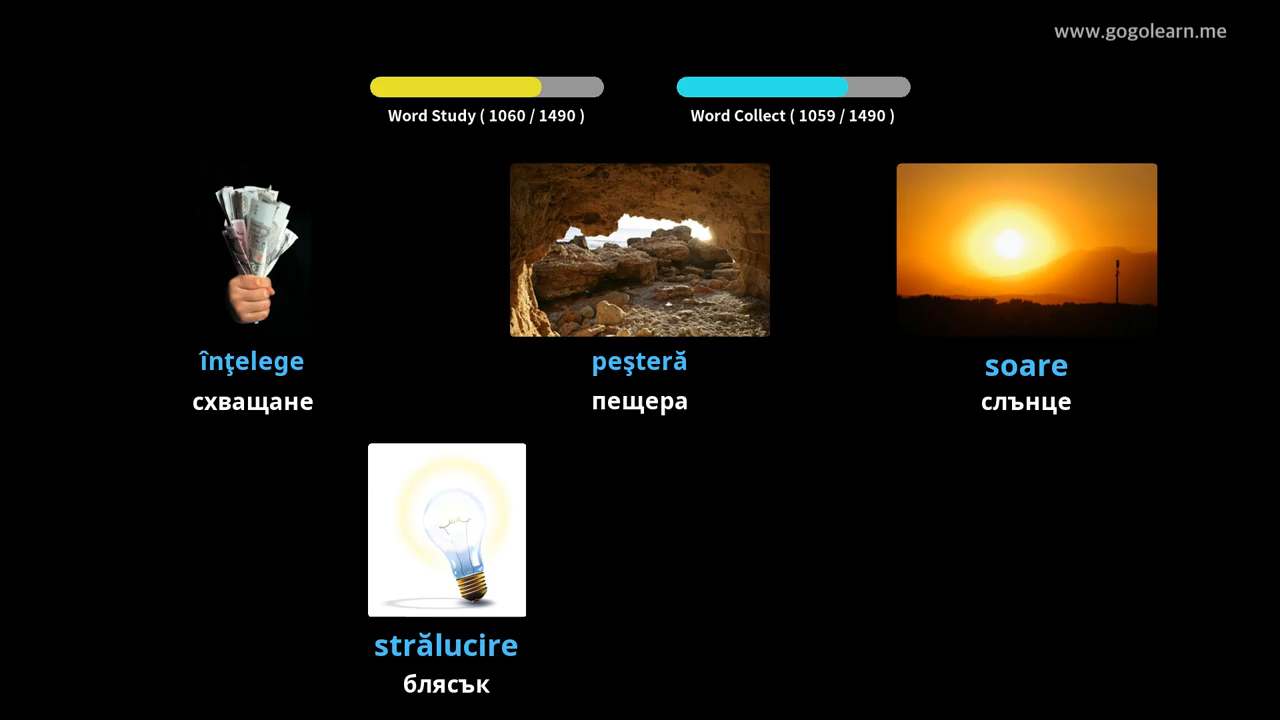 www.gogolearn.me
Word Study ( 1060 / 1490 )
Word Collect ( 1059 / 1490 )
înţelege
peşteră
soare
схващане
пещера
слънце
strălucire
блясък